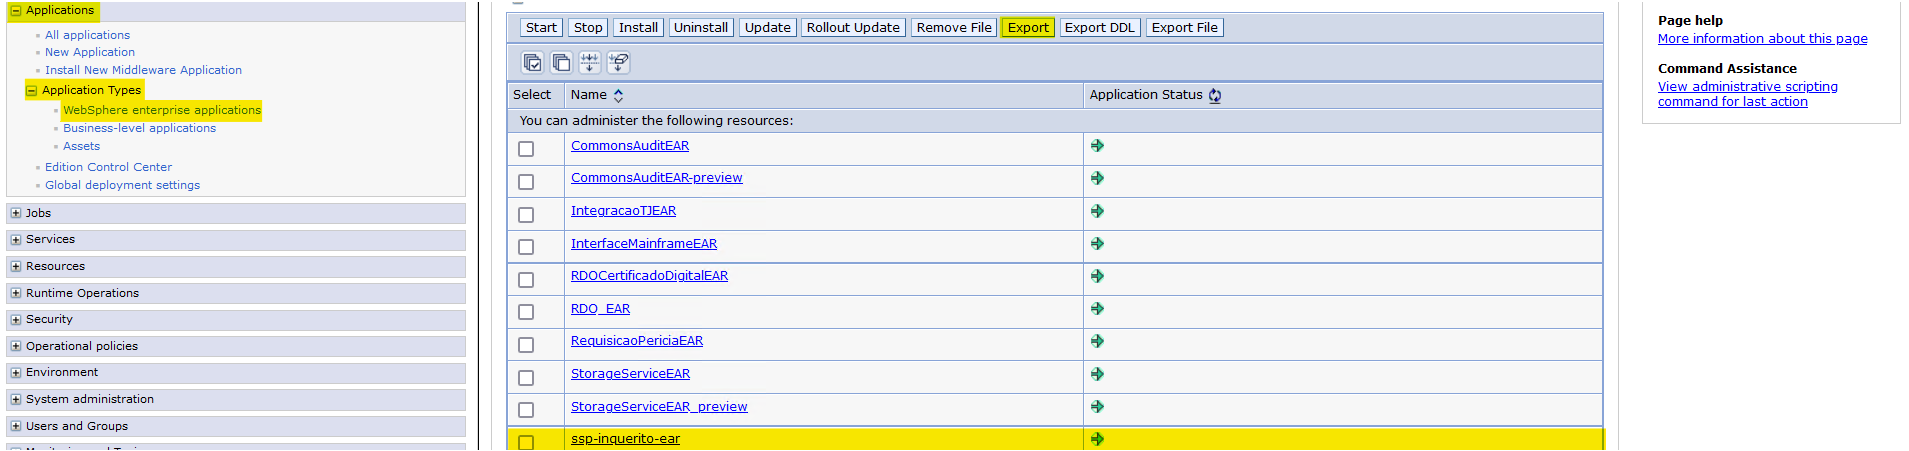 Applications
All applications
New Application
Install New Middleware Application
Application Types
WebSphere enterprise applications
Business-level applications
Assets
Edition Control Center
Global deployment settings
Jobs
Services
Resources
Runtime Operations
Security
Operational policies
Environment
System administration
Users and Groups
Start Stop Install Uninstall Update Rollout Update Remove File Export Export DDL Export File
Select Name Application Status
You can administer the following resources:
CommonsAuditEAR
CommonsAuditEAR-preview
IntegracaoTJEAR
InterfaceMainframeEAR
RDOCertificadoDigitalEAR
RDO_EAR
RequisicaoPericiaEAR
StorageServiceEAR
StorageServiceEAR_preview
ssp-inquerito-ear
Page help
More information about this page
Command Assistance
View administrative scripting
command for last action